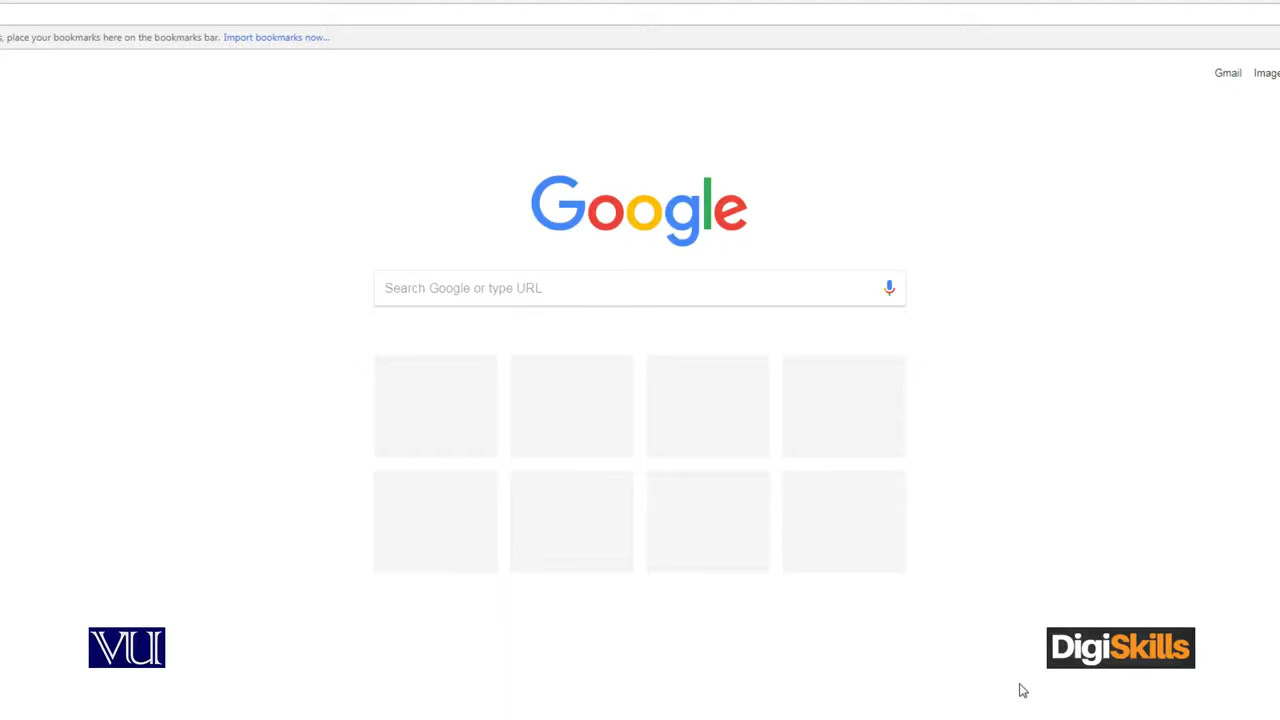 , place your bookmarks here on the bookmarks bar. Import bookmarks now...
Gmail Image
Google
Search Google or type URL
VU
DigiSkills